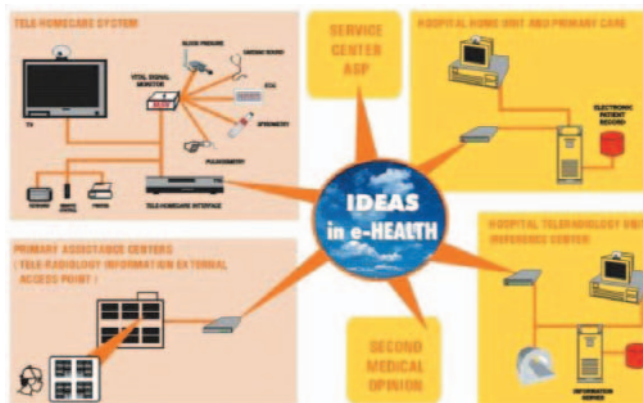 TELE-HOMECARE SYSTEM
BLOOD PRESSURE
CARDIAC SOUND
VITAL SIGNAL
MONITOR
ECG
SPIROMETRY
PULSIOXIMETRY
TV
PRINTER
TELE-HOMECARE INTERFACE
SERVICE
CENTER
ASP
HOSPITAL HOME UNIT AND PRIMARY CARE
ELECTRONIC
PATIENT
RECORD
IDEAS
in e-HEALTH
PRIMARY ASSISTANCE CENTERS
( TELE-RADIOLOGY INFORMATION EXTERNAL
ACCESS POINT )
SECOND
MEDICAL
OPINION
HOSPITAL TELERADIOLOGY UNIT
(REFERENCE CENTER)
INFORMATION